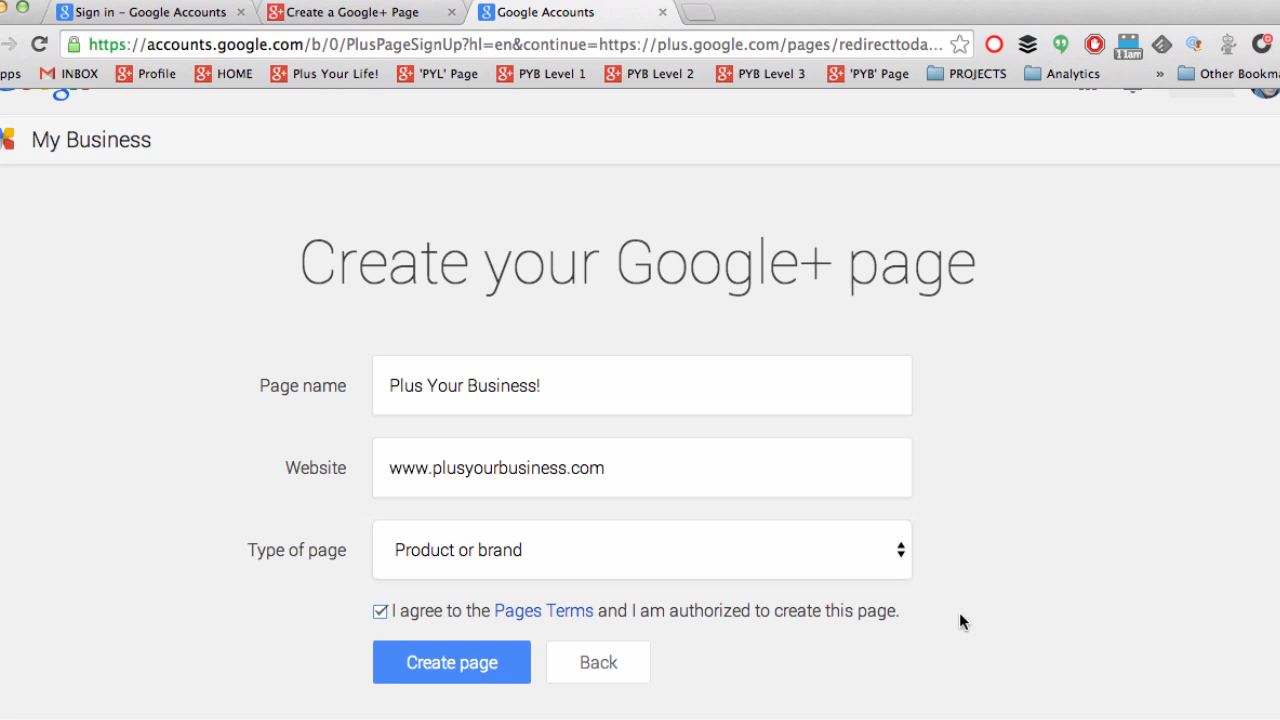 Sign in – Google Accounts
Create a Google+ Page
Google Accounts
https://accounts.google.com/b/0/PlusPageSignUp?hl=en&continue=https://plus.google.com/pages/redirecttoda...
1 1am
pps INBOX Profile HOME Plus Your Life! 'PYL' Page PYB Level 1 PYB Level 2 PYB Level 3 'PYB' Page PROJECTS Analytics » Other Bookma
My Business
Create your Google+ page
Page name Plus Your Business!
Website www.plusyourbusiness.com
Type of page Product or brand
I agree to the Pages Terms and I am authorized to create this page.
Create page Back